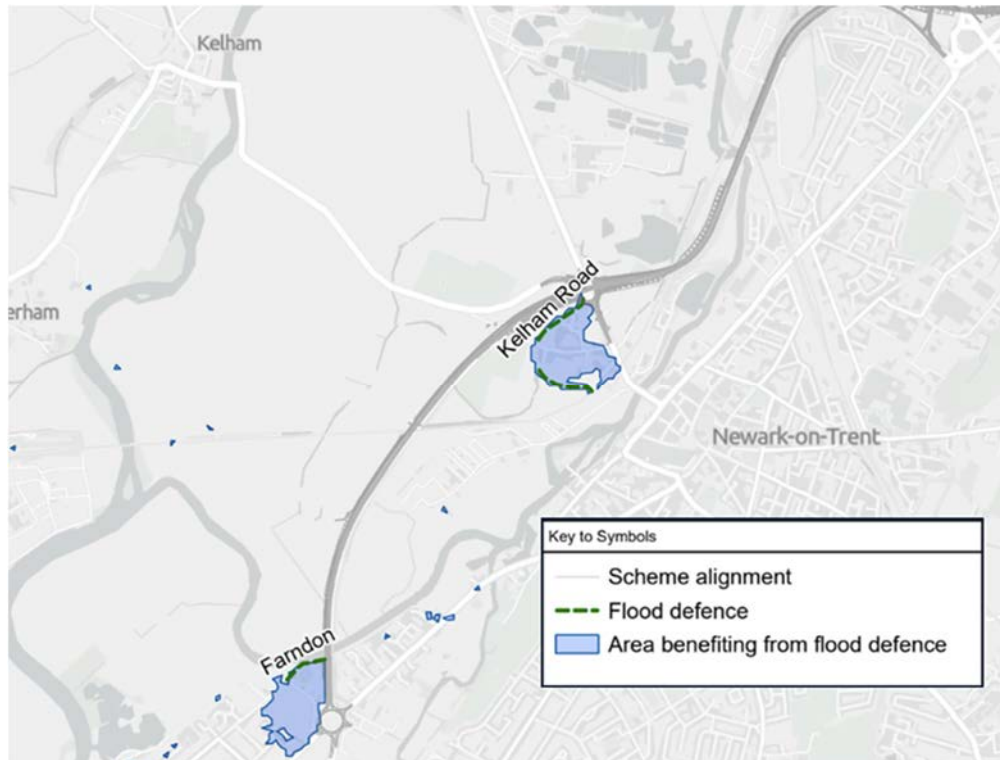 Kelham
Kelham Road
erham
Newark-on-Trent
Key to Symbols
Scheme alignment
Flood defence
Area benefiting from flood defence
Farndon